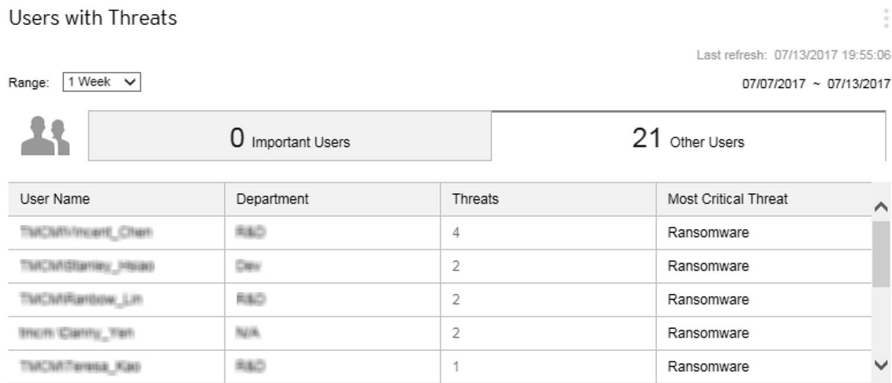 Users with Threats
Last refresh: 07/13/2017 19:55:06
Range: 1 Week
07/07/2017 ~ 07/13/2017
0 Important Users
21 Other Users
User Name Department Threats Most Critical Threat
4 Ransomware
2 Ransomware
2 Ransomware
2 Ransomware
1 Ransomware